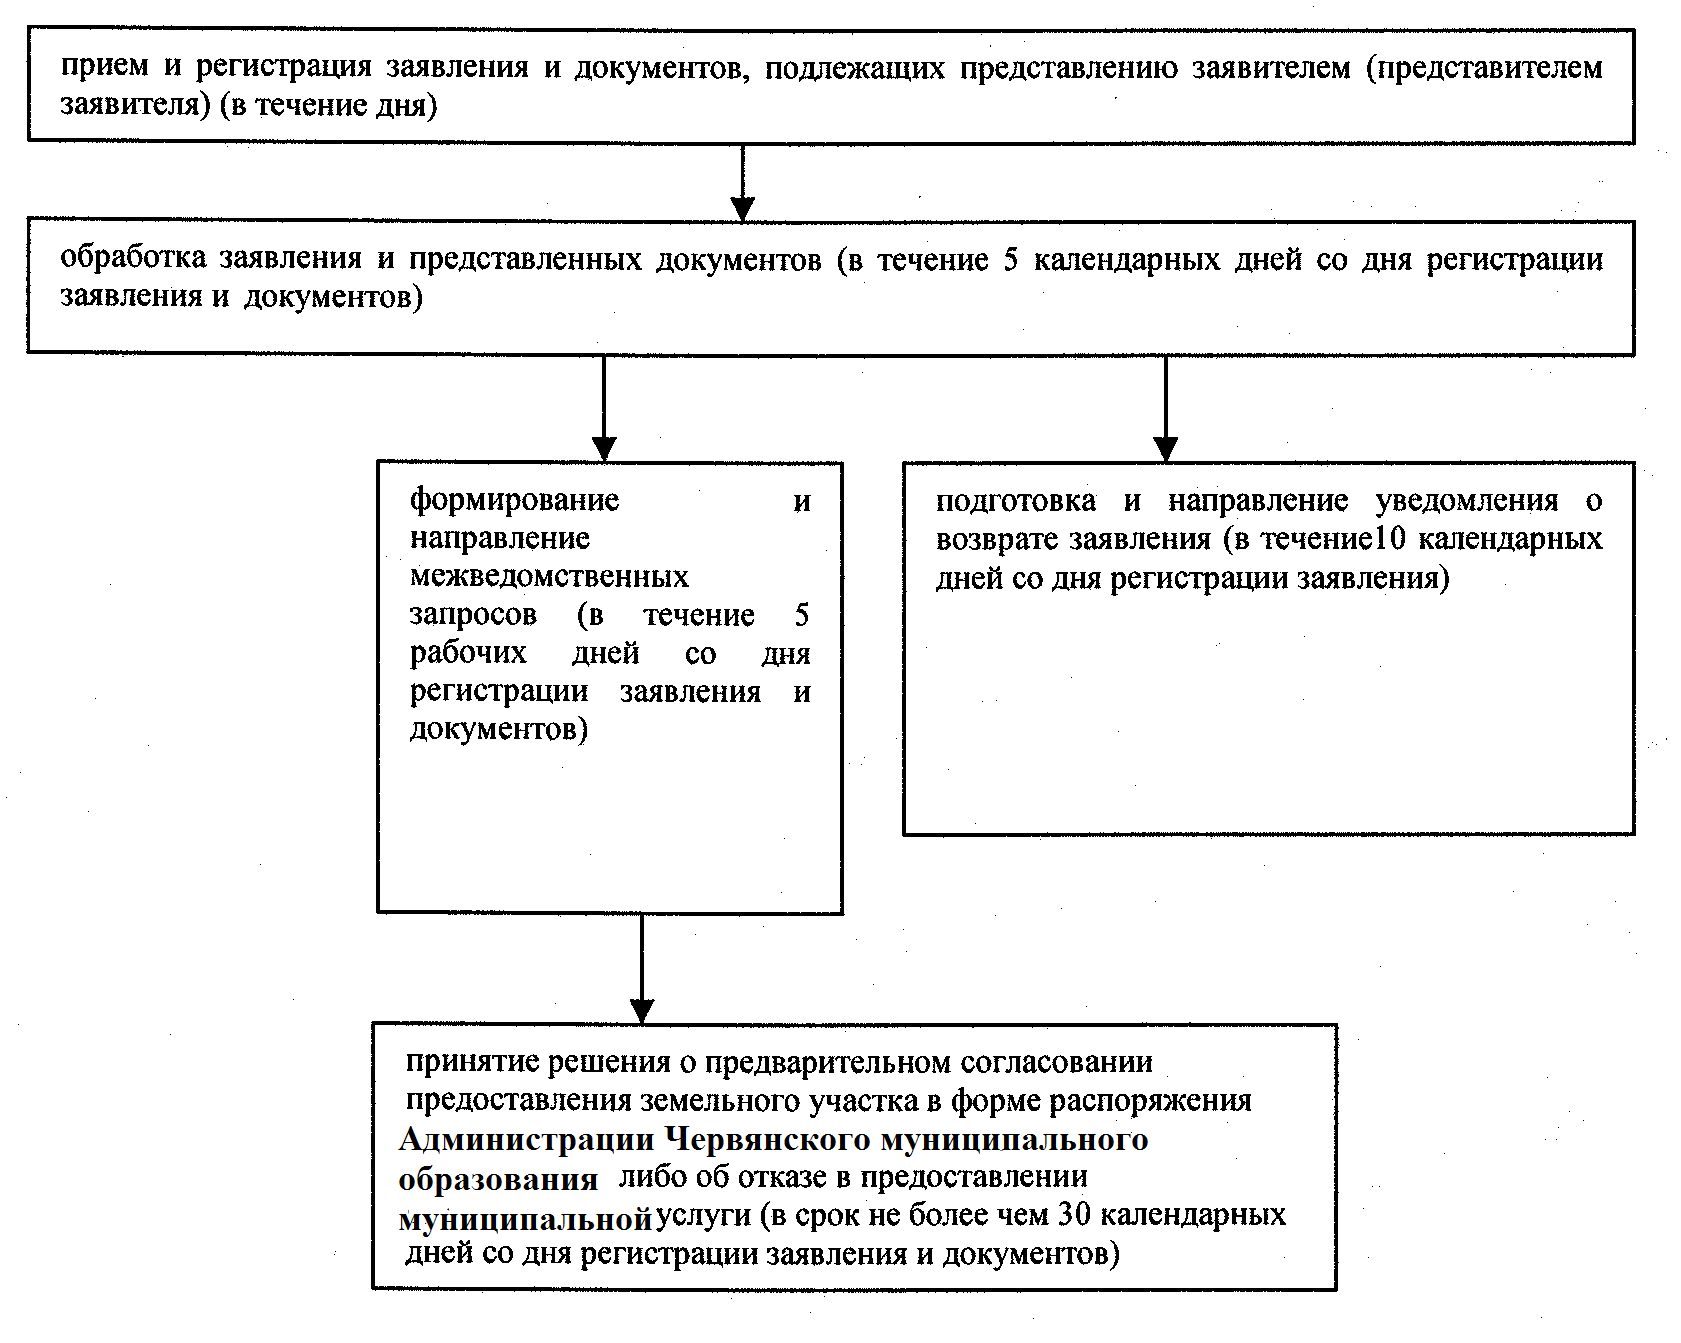 прием и регистрация заявления и документов, подлежащих представлению заявителем (представителем
заявителя) (в течение дня)
обработка заявления и представленных документов (в течение 5 календарных дней со дня регистрации
заявления и документов)
формирование и
направление
межведомственных
запросов (в течение 5
рабочих дней со дня
регистрации заявления и
документов)
подготовка и направление уведомления о
возврате заявления (в течение10 календарных
дней со дня регистрации заявления)
принятие решения о предварительном согласовании
предоставления земельного участка в форме распоряжения
Администрации Червянского муниципального
образования либо об отказе в предоставлении
муниципальной услуги (в срок не более чем 30 календарных
дней со дня регистрации заявления и документов)